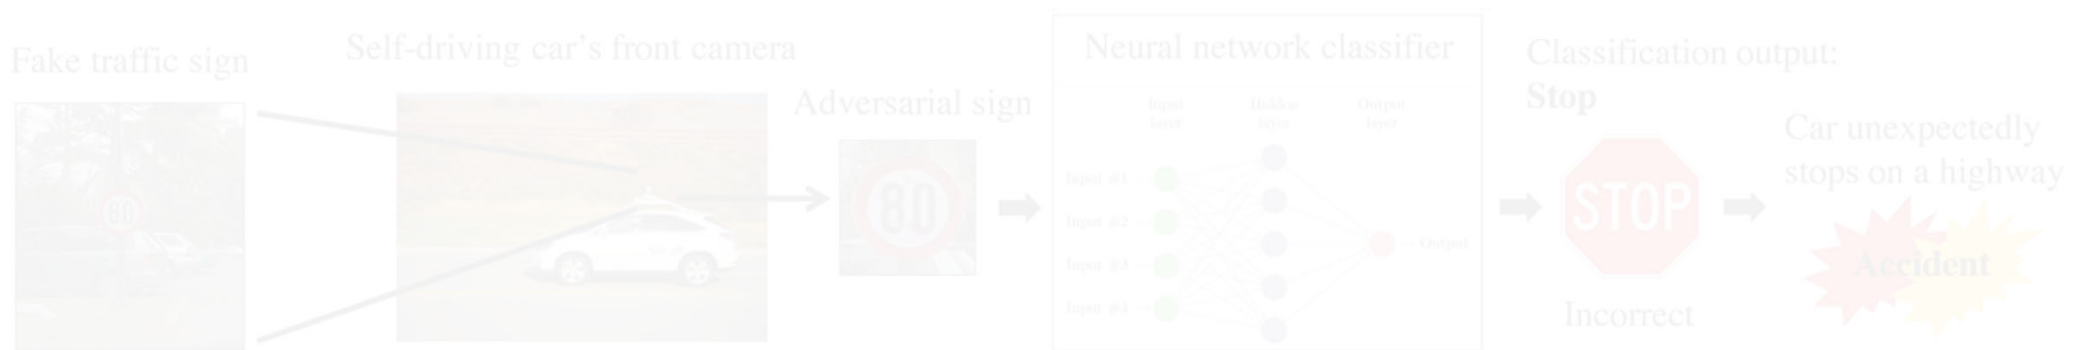 Fake traffic sign
Self-driving car's front camera
Adversarial sign
Neural network classifier
Classification output:
Stop
Car unexpectedly
stops on a highway
80
80
Input
layer
Hidden
layer
Output
layer
Input #1
Input #2
Input #3
Input #4
Output
STOP
Incorrect
Accident